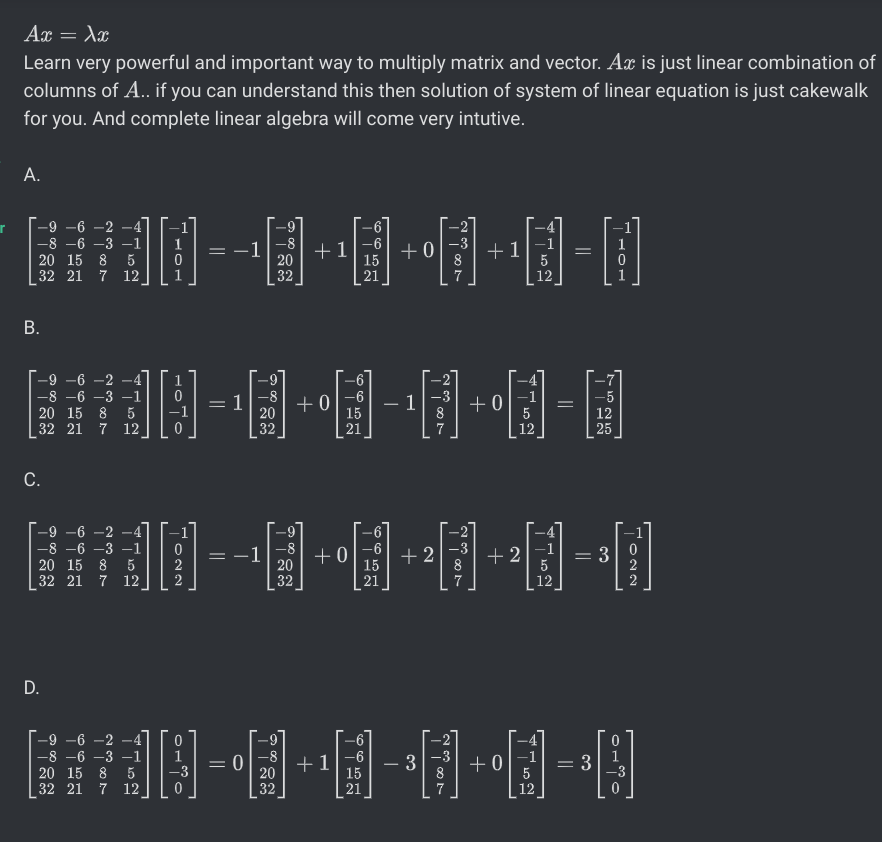 Ax = λx
Learn very powerful and important way to multiply matrix and vector. Ax is just linear combination of
columns of A.. if you can understand this then solution of system of linear equation is just cakewalk
for you. And complete linear algebra will come very intutive.
A.
r
[−9 −6 −2 −4; −8 −6 −3 −1; 20 15 8 5; 32 21 7 12] [−1; 1; 0; 1] = −1 [−9; −8; 20; 32] + 1 [−6; −6; 15; 21] + 0 [−2; −3; 8; 7] + 1 [−4; −1; 5; 12] = [−1; 1; 0; 1]
B.
[−9 −6 −2 −4; −8 −6 −3 −1; 20 15 8 5; 32 21 7 12] [1; 0; −1; 0] = 1 [−9; −8; 20; 32] + 0 [−6; −6; 15; 21] − 1 [−2; −3; 8; 7] + 0 [−4; −1; 5; 12] = [−7; −5; 12; 25]
C.
[−9 −6 −2 −4; −8 −6 −3 −1; 20 15 8 5; 32 21 7 12] [−1; 0; 2; 2] = −1 [−9; −8; 20; 32] + 0 [−6; −6; 15; 21] + 2 [−2; −3; 8; 7] + 2 [−4; −1; 5; 12] = 3 [−1; 0; 2; 2]
D.
[−9 −6 −2 −4; −8 −6 −3 −1; 20 15 8 5; 32 21 7 12] [0; 1; −3; 0] = 0 [−9; −8; 20; 32] + 1 [−6; −6; 15; 21] − 3 [−2; −3; 8; 7] + 0 [−4; −1; 5; 12] = 3 [0; 1; −3; 0]